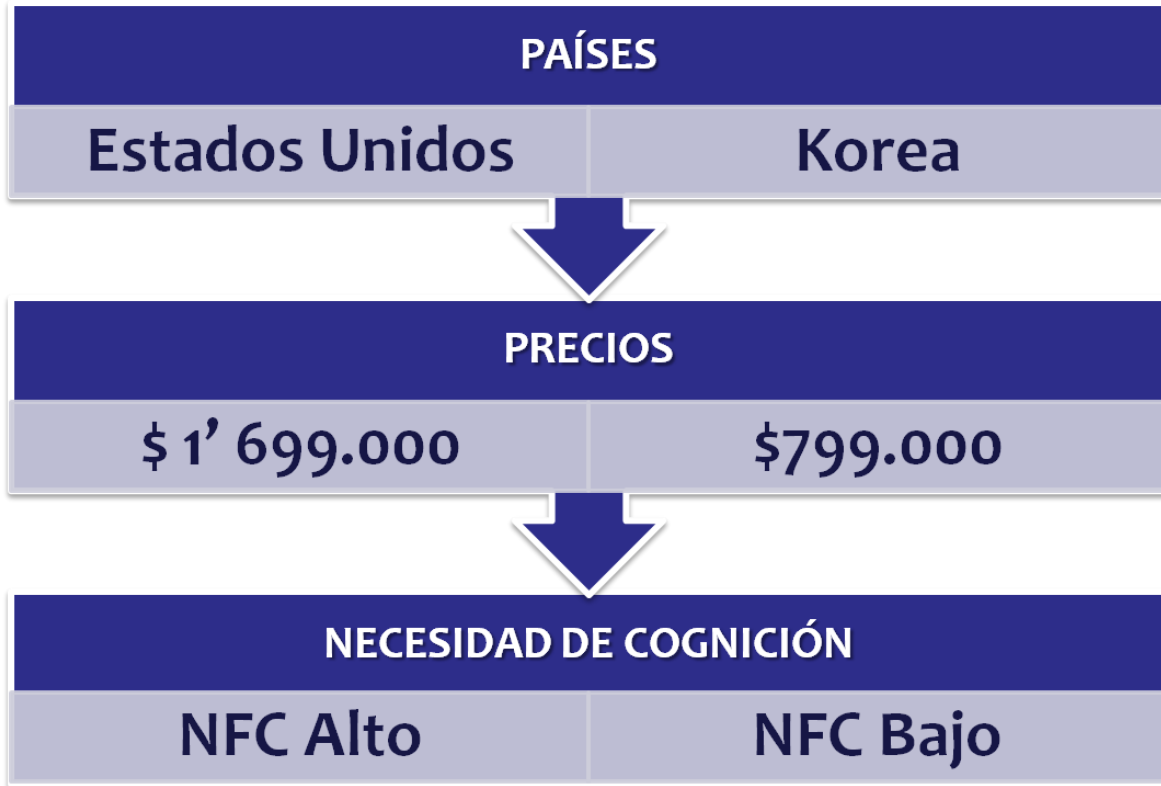 PAÍSES
Estados Unidos Korea
PRECIOS
$ 1’ 699.000 $799.000
NECESIDAD DE COGNICIÓN
NFC Alto NFC Bajo